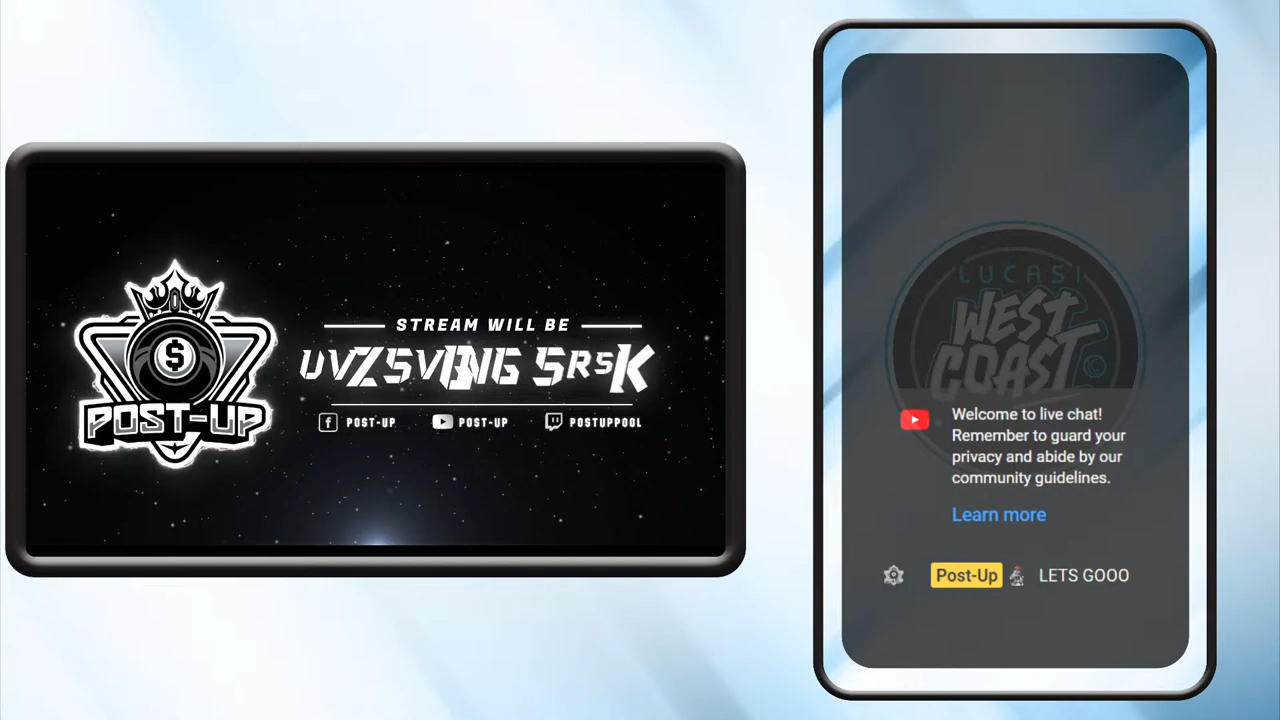 STREAM WILL BE
$
POST-UP
POST-UP
POST-UP
POSTUPPOOL
LUCASI
WEST
COAST
©
Welcome to live chat!
Remember to guard your
privacy and abide by our
community guidelines.
Learn more
Post-Up LETS GOOO